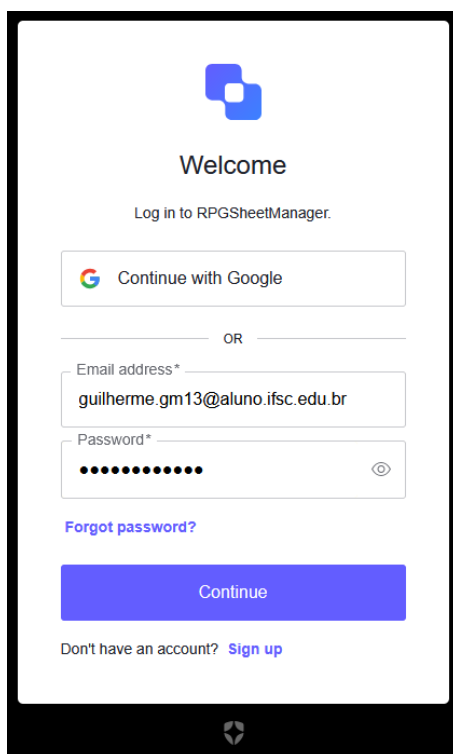 Welcome
Log in to RPGSheetManager.
Continue with Google
OR
Email address*
guilherme.gm13@aluno.ifsc.edu.br
Password*
••••••••••••
Forgot password?
Continue
Don't have an account? Sign up